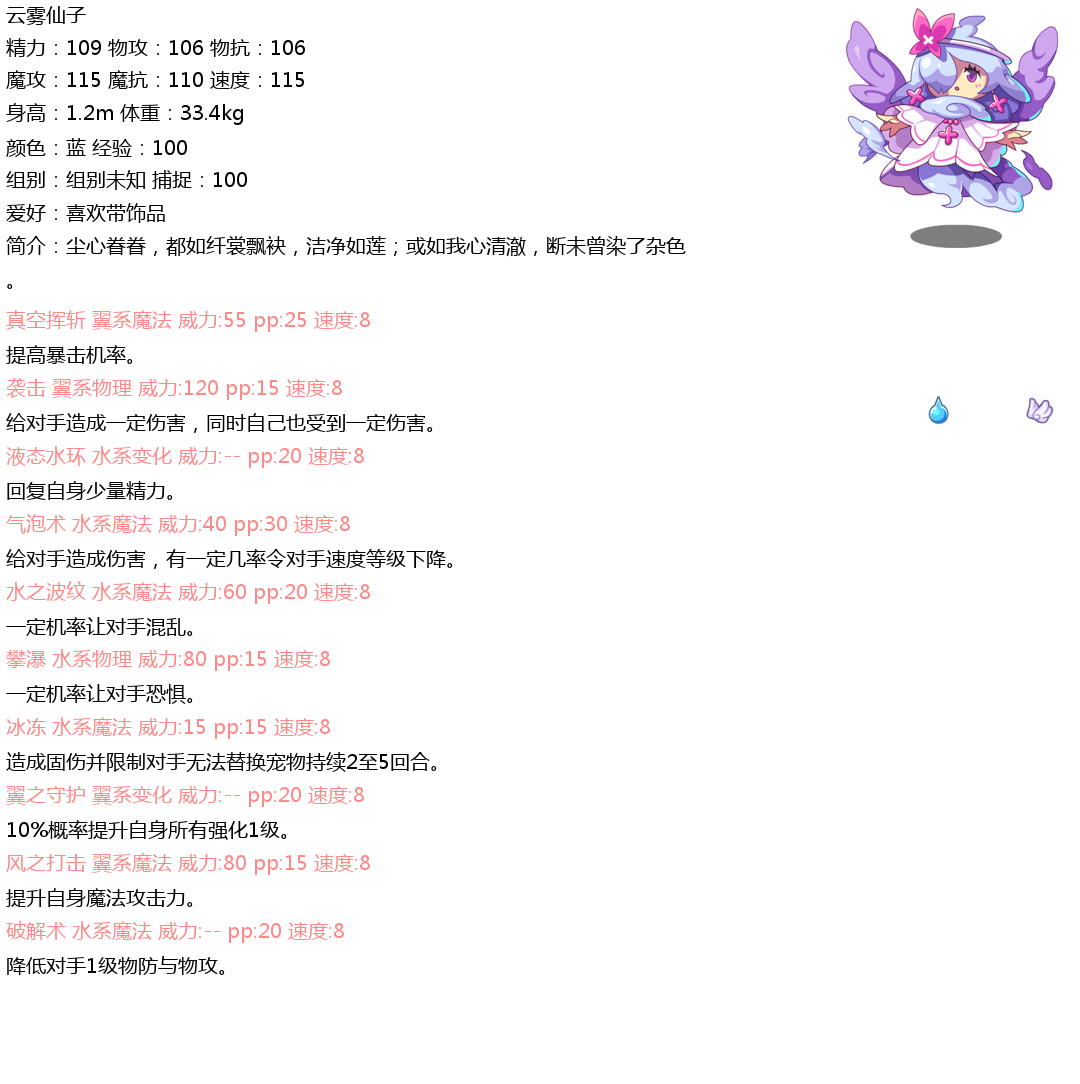 云雾仙子
精力：109 物攻：106 物抗：106
魔攻：115 魔抗：110 速度：115
身高：1.2m 体重：33.4kg
颜色：蓝 经验：100
组别：组别未知 捕捉：100
爱好：喜欢带饰品
简介：尘心眷眷，都如纤裳飘袂，洁净如莲；或如我心清澈，断未曾染了杂色
。
真空挥斩 翼系魔法 威力:55 pp:25 速度:8
提高暴击机率。
袭击 翼系物理 威力:120 pp:15 速度:8
给对手造成一定伤害，同时自己也受到一定伤害。
液态水环 水系变化 威力:-- pp:20 速度:8
回复自身少量精力。
气泡术 水系魔法 威力:40 pp:30 速度:8
给对手造成伤害，有一定几率令对手速度等级下降。
水之波纹 水系魔法 威力:60 pp:20 速度:8
一定机率让对手混乱。
攀瀑 水系物理 威力:80 pp:15 速度:8
一定机率让对手恐惧。
冰冻 水系魔法 威力:15 pp:15 速度:8
造成固伤并限制对手无法替换宠物持续2至5回合。
翼之守护 翼系变化 威力:-- pp:20 速度:8
10%概率提升自身所有强化1级。
风之打击 翼系魔法 威力:80 pp:15 速度:8
提升自身魔法攻击力。
破解术 水系魔法 威力:-- pp:20 速度:8
降低对手1级物防与物攻。